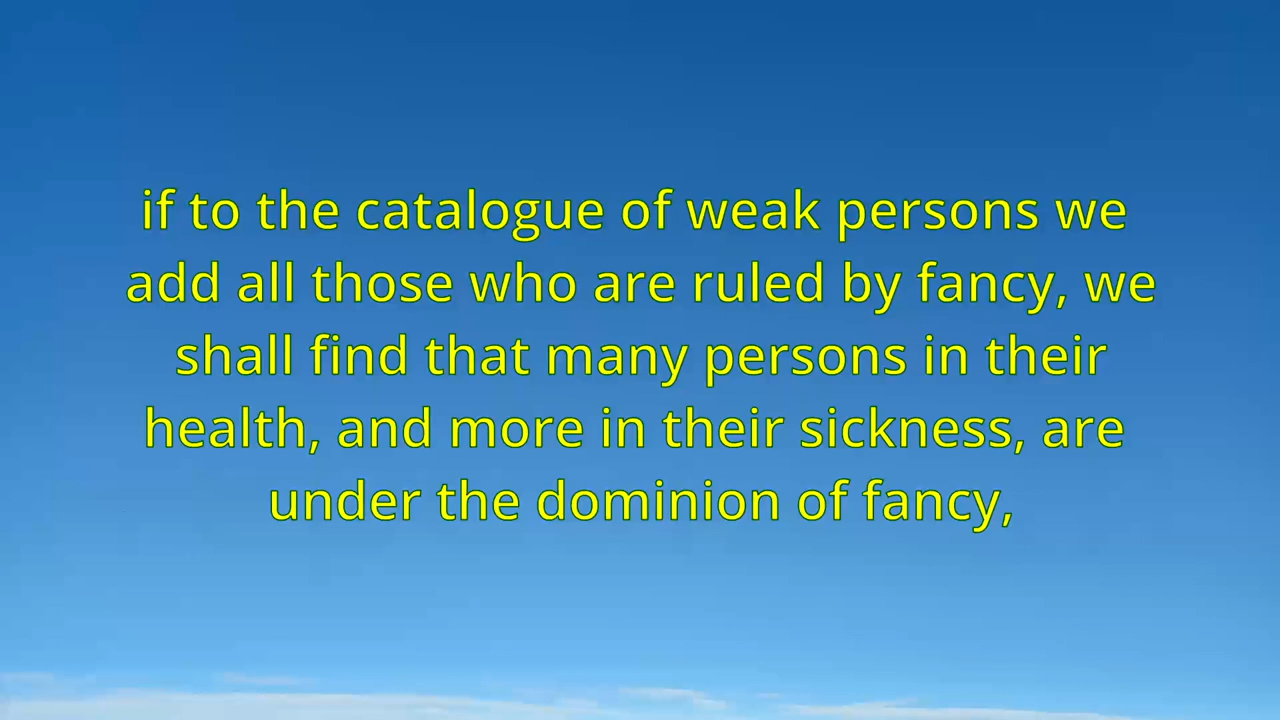 if to the catalogue of weak persons we
add all those who are ruled by fancy, we
shall find that many persons in their
health, and more in their sickness, are
under the dominion of fancy,